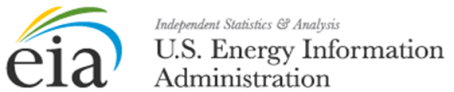 eia
Independent Statistics & Analysis
U.S. Energy Information
Administration